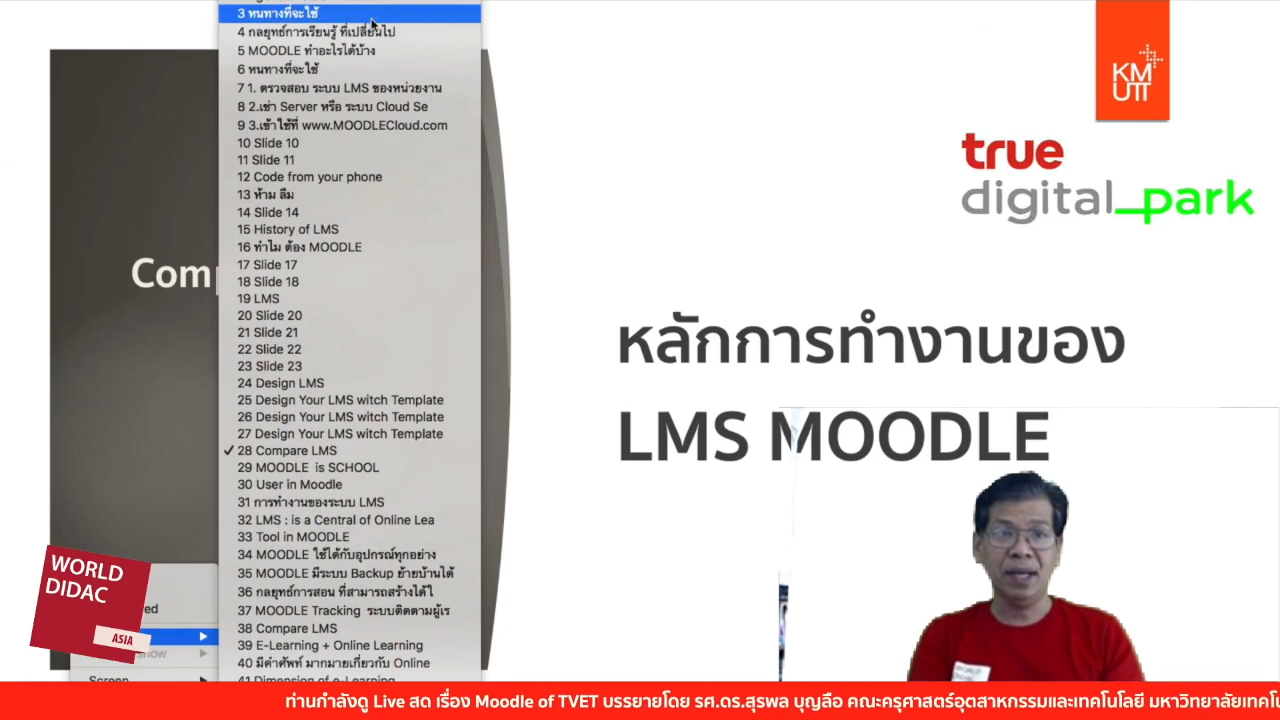 3 หนทางที่จะใช้
4 กลยุทธ์การเรียนรู้ ที่เปลี่ยนไป
5 MOODLE ทำอะไรได้บ้าง
6 หนทางที่จะใช้
7 1. ตรวจสอบ ระบบ LMS ของหน่วยงาน
8 2.เช่า Server หรือ ระบบ Cloud Se
9 3.เข้าใช้ที่ www.MOODLECloud.com
10 Slide 10
11 Slide 11
12 Code from your phone
13 ห้าม ลืม
14 Slide 14
15 History of LMS
16 ทำไม ต้อง MOODLE
17 Slide 17
18 Slide 18
19 LMS
20 Slide 20
21 Slide 21
22 Slide 22
23 Slide 23
24 Design LMS
25 Design Your LMS witch Template
26 Design Your LMS witch Template
27 Design Your LMS witch Template
✓ 28 Compare LMS
29 MOODLE is SCHOOL
30 User in Moodle
31 การทำงานของระบบ LMS
32 LMS : is a Central of Online Lea
33 Tool in MOODLE
34 MOODLE ใช้ได้กับอุปกรณ์ทุกอย่าง
35 MOODLE มีระบบ Backup ย้ายบ้านได้
36 กลยุทธ์การสอน ที่สามารถสร้างได้ใ
37 MOODLE Tracking ระบบติดตามผู้เร
38 Compare LMS
39 E-Learning + Online Learning
40 มีคำศัพท์ มากมายเกี่ยวกับ Online
41 Dimension of e-Learning
Com
ed
how
Screen
WORLD
DIDAC
ASIA
KM
UTT
true
digital_park
หลักการทำงานของ
LMS MOODLE
ท่านกำลังดู Live สด เรื่อง Moodle of TVET บรรยายโดย รศ.ดร.สุรพล บุญลือ คณะครุศาสตร์อุตสาหกรรมและเทคโนโลยี มหาวิทยาลัยเทคโน